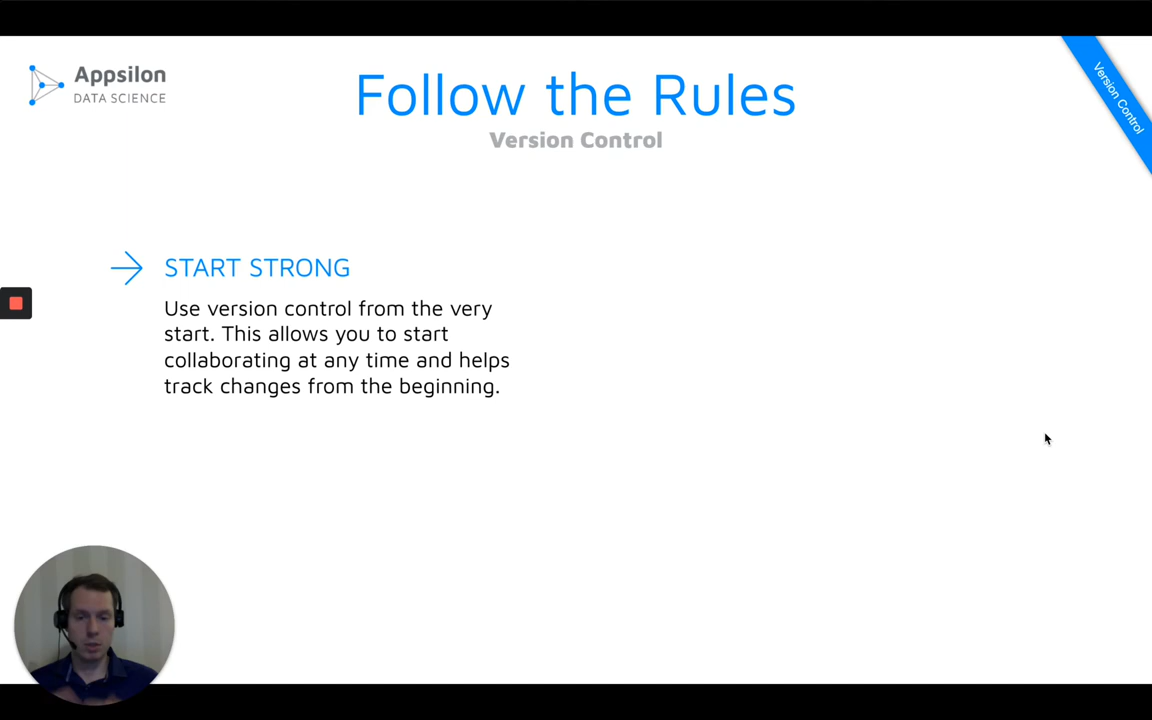 Appsilon
DATA SCIENCE
Follow the Rules
Version Control
Version Control
START STRONG
Use version control from the very
start. This allows you to start
collaborating at any time and helps
track changes from the beginning.